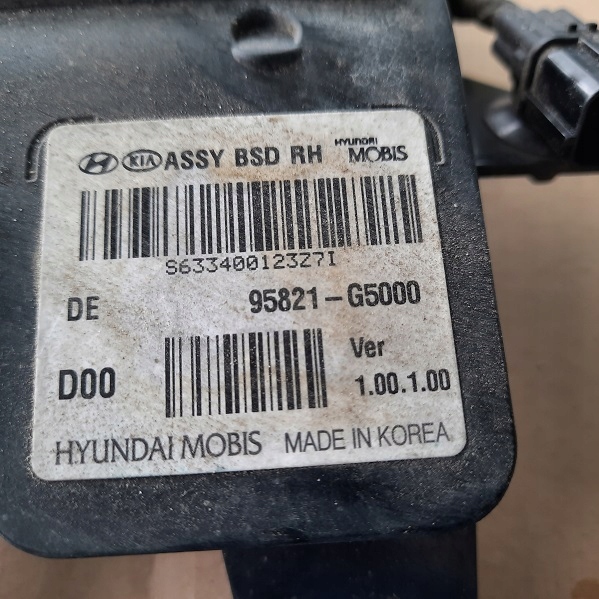 KIA ASSY BSD RH HYUNDAI MOBIS
S63340012327I
DE 95821-G5000
D00 Ver 1.00.1.00
HYUNDAI MOBIS MADE IN KOREA